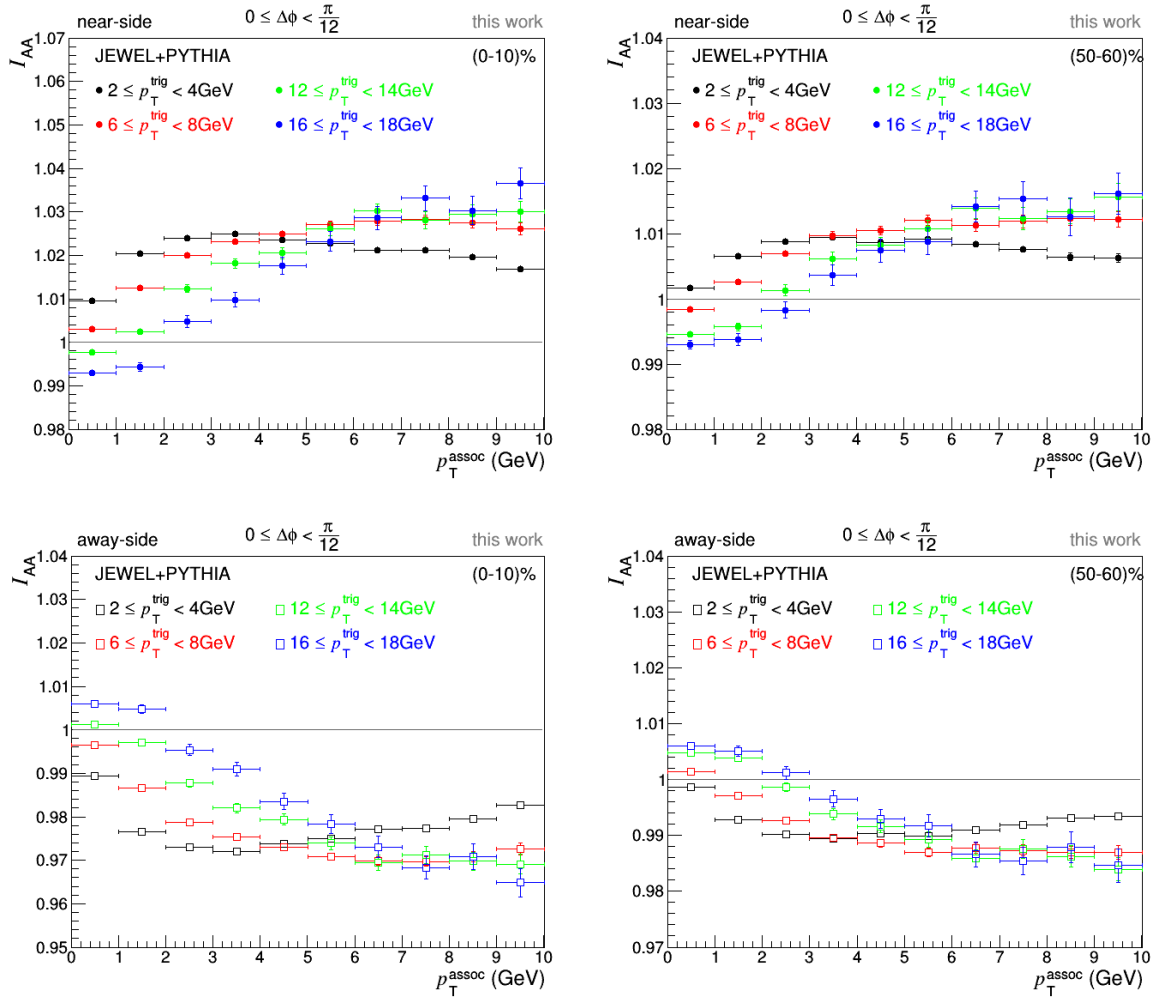 near-side 0 ≤ Δϕ < π/12 this work
I_AA
JEWEL+PYTHIA (0-10)%
2 ≤ p_T^trig < 4GeV 12 ≤ p_T^trig < 14GeV
6 ≤ p_T^trig < 8GeV 16 ≤ p_T^trig < 18GeV
1.07
1.06
1.05
1.04
1.03
1.02
1.01
1
0.99
0.98
0 1 2 3 4 5 6 7 8 9 10
p_T^assoc (GeV)
near-side 0 ≤ Δϕ < π/12 this work
I_AA
JEWEL+PYTHIA (50-60)%
2 ≤ p_T^trig < 4GeV 12 ≤ p_T^trig < 14GeV
6 ≤ p_T^trig < 8GeV 16 ≤ p_T^trig < 18GeV
1.04
1.03
1.02
1.01
1
0.99
0.98
0 1 2 3 4 5 6 7 8 9 10
p_T^assoc (GeV)
away-side 0 ≤ Δϕ < π/12 this work
I_AA
JEWEL+PYTHIA (0-10)%
2 ≤ p_T^trig < 4GeV 12 ≤ p_T^trig < 14GeV
6 ≤ p_T^trig < 8GeV 16 ≤ p_T^trig < 18GeV
1.04
1.03
1.02
1.01
1
0.99
0.98
0.97
0.96
0.95
0 1 2 3 4 5 6 7 8 9 10
p_T^assoc (GeV)
away-side 0 ≤ Δϕ < π/12 this work
I_AA
JEWEL+PYTHIA (50-60)%
2 ≤ p_T^trig < 4GeV 12 ≤ p_T^trig < 14GeV
6 ≤ p_T^trig < 8GeV 16 ≤ p_T^trig < 18GeV
1.04
1.03
1.02
1.01
1
0.99
0.98
0.97
0 1 2 3 4 5 6 7 8 9 10
p_T^assoc (GeV)